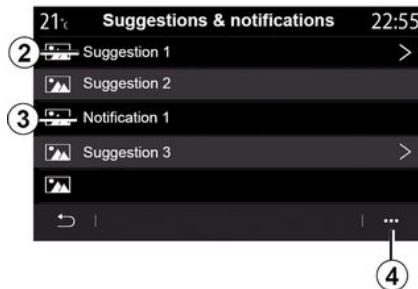 21°c Suggestions & notifications 22:55
2 Suggestion 1
Suggestion 2
3 Notification 1
Suggestion 3
4